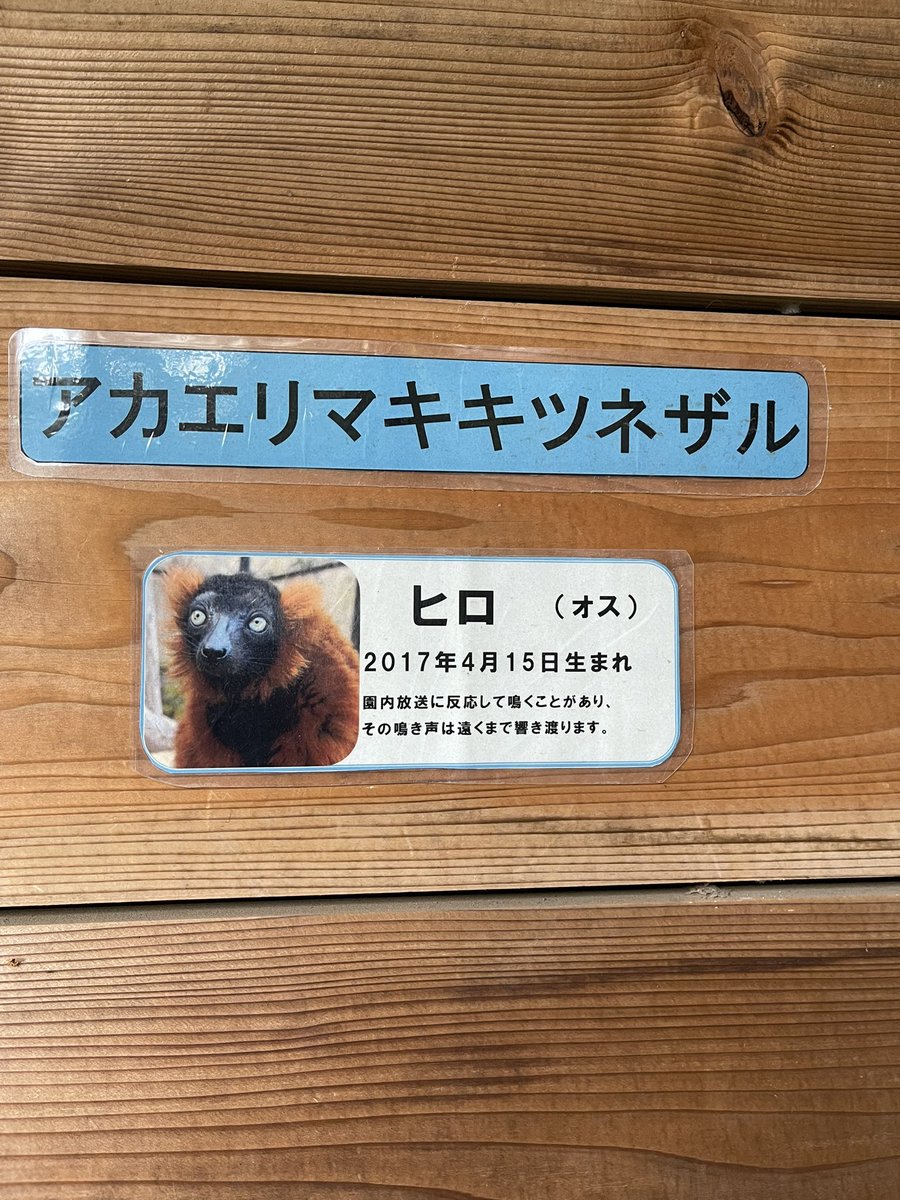 アカエリマキキツネザル
ヒロ （オス）
2017年4月15日生まれ
園内放送に反応して鳴くことがあり、
その鳴き声は遠くまで響き渡ります。